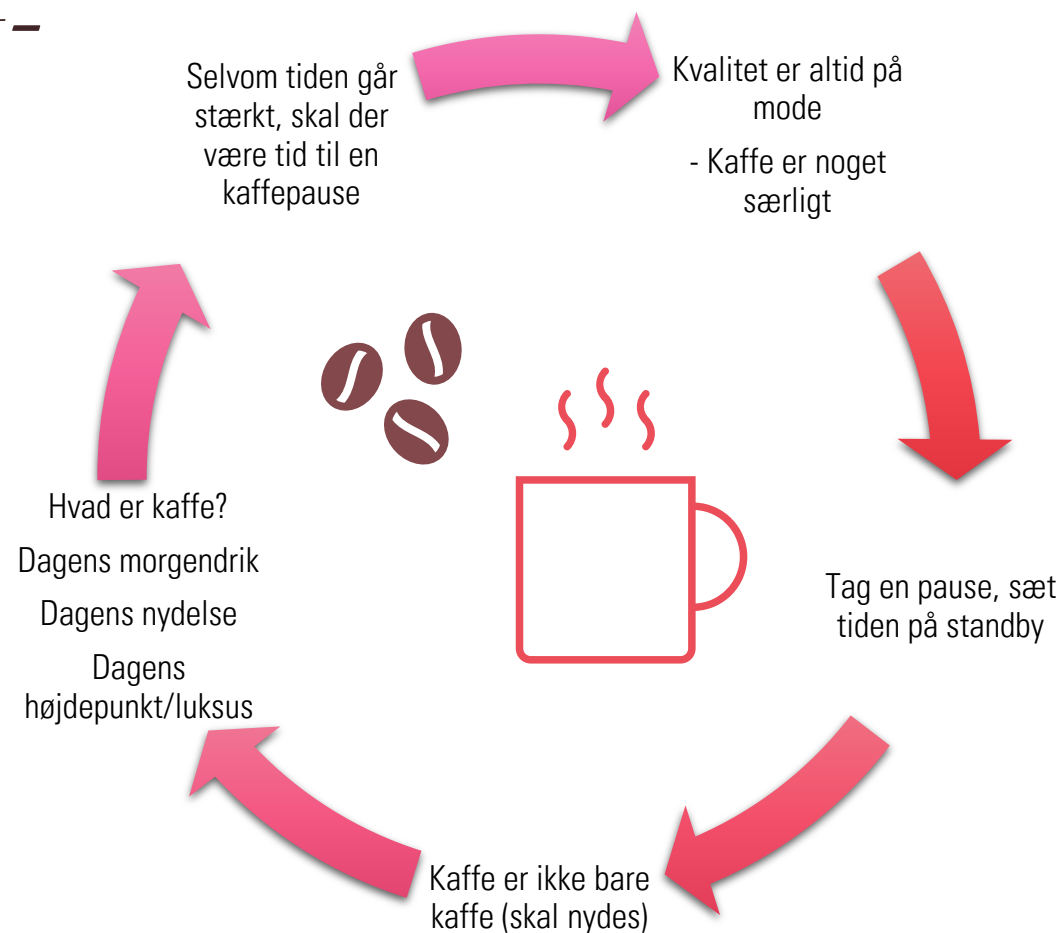 Selvom tiden går
stærkt, skal der
være tid til en
kaffepause
Kvalitet er altid på
mode
- Kaffe er noget
særligt
Tag en pause, sæt
tiden på standby
Kaffe er ikke bare
kaffe (skal nydes)
Hvad er kaffe?
Dagens morgendrik
Dagens nydelse
Dagens
højdepunkt/luksus